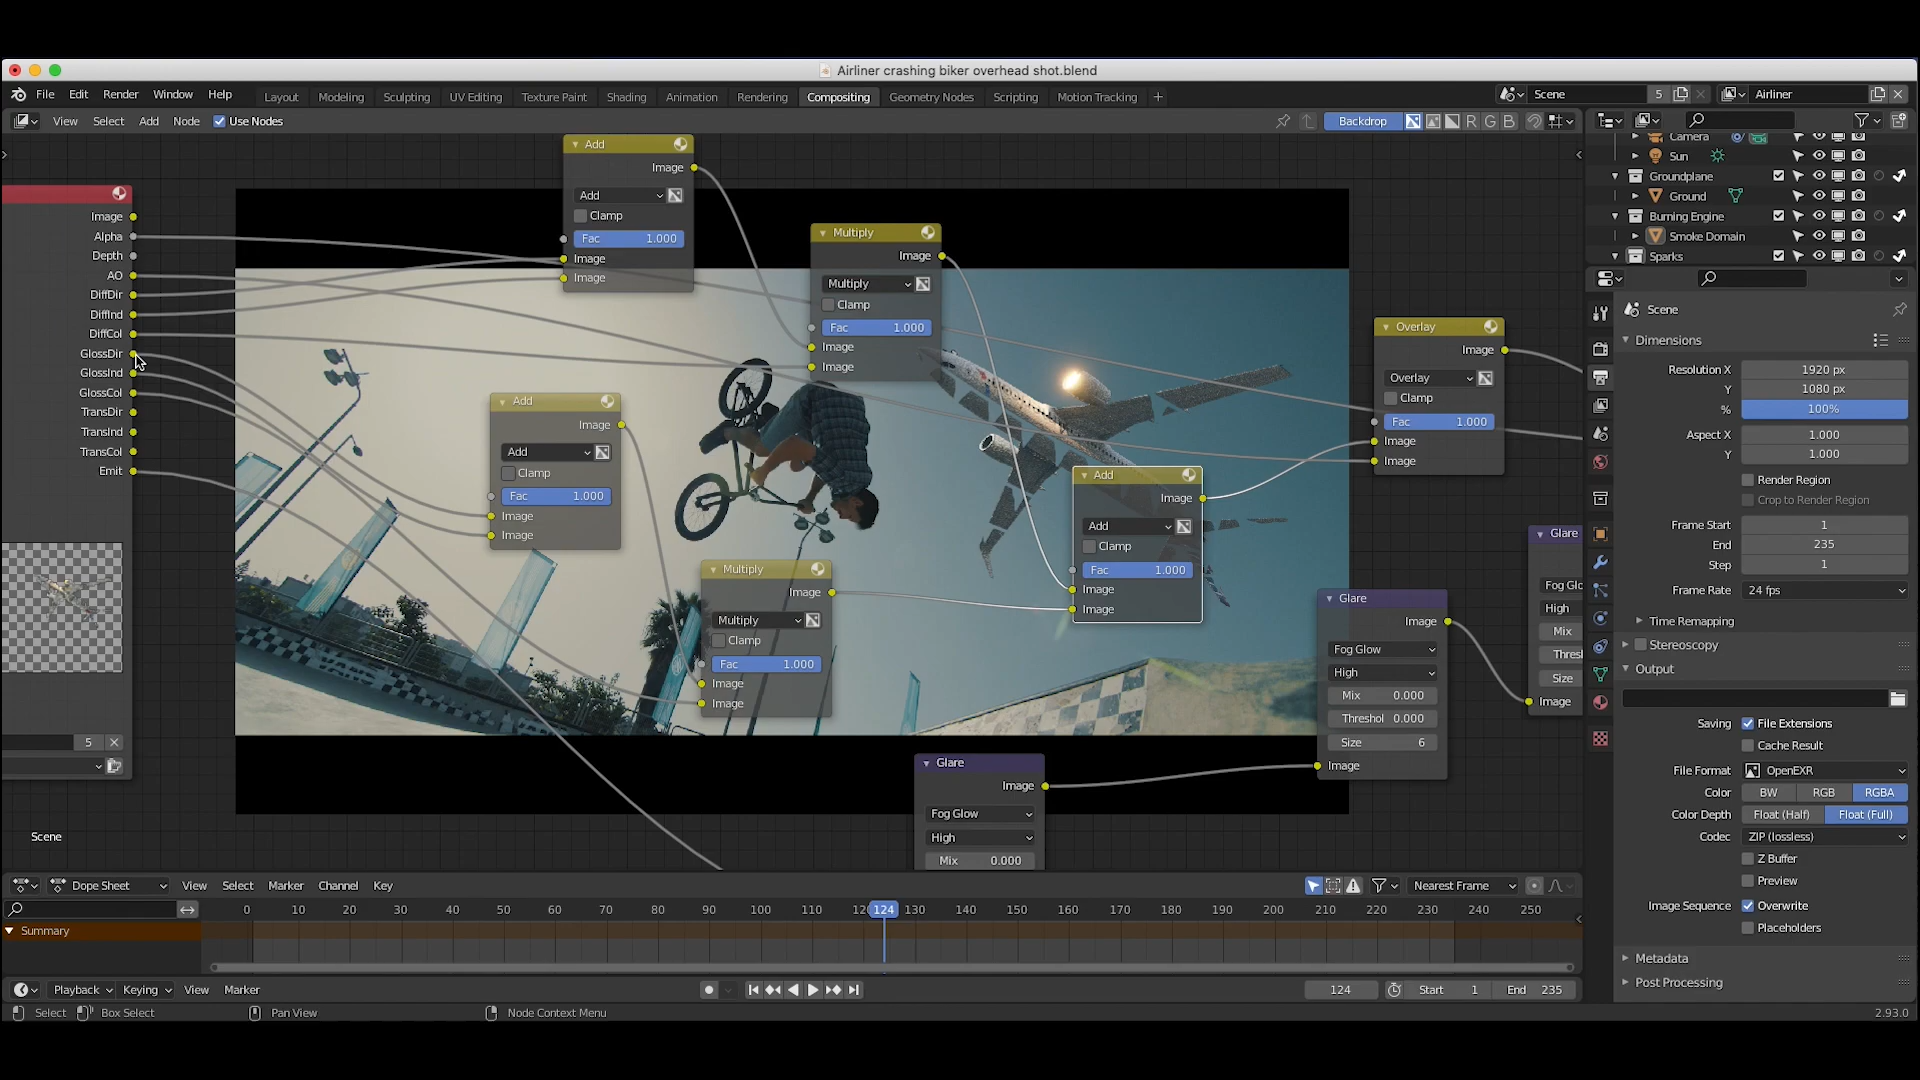 Airliner crashing biker overhead shot.blend
File Edit Render Window Help Layout Modeling Sculpting UV Editing Texture Paint Shading Animation Rendering Compositing Geometry Nodes Scripting Motion Tracking + Scene 5 Airliner
View Select Add Node Use Nodes Backdrop R G B
Camera
Sun
Groundplane
Ground
Burning Engine
Smoke Domain
Sparks
Image
Alpha
Depth
AO
DiffDir
DiffInd
DiffCol
GlossDir
GlossInd
GlossCol
TransDir
TransInd
TransCol
Emit
5
Scene
Add
Image
Add
Clamp
Fac 1.000
Image
Image
Multiply
Image
Multiply
Clamp
Fac 1.000
Image
Image
Add
Image
Add
Clamp
Fac 1.000
Image
Image
Multiply
Image
Multiply
Clamp
Fac 1.000
Image
Image
Add
Image
Add
Clamp
Fac 1.000
Image
Image
Overlay
Image
Overlay
Clamp
Fac 1.000
Image
Image
Glare
Image
Fog Glow
High
Mix 0.000
Glare
Image
Fog Glow
High
Mix 0.000
Threshol 0.000
Size 6
Image
Glare
Fog Glo
High
Mix
Thresl
Size
Image
Scene
Dimensions
Resolution X 1920 px
Y 1080 px
% 100%
Aspect X 1.000
Y 1.000
Render Region
Crop to Render Region
Frame Start 1
End 235
Step 1
Frame Rate 24 fps
Time Remapping
Stereoscopy
Output
Saving File Extensions
Cache Result
File Format OpenEXR
Color BW RGB RGBA
Color Depth Float (Half) Float (Full)
Codec ZIP (lossless)
Z Buffer
Preview
Image Sequence Overwrite
Placeholders
Metadata
Post Processing
Dope Sheet View Select Marker Channel Key Nearest Frame
0 10 20 30 40 50 60 70 80 90 100 110 12 124 130 140 150 160 170 180 190 200 210 220 230 240 250
Summary
Playback Keying View Marker 124 Start 1 End 235
Select Box Select Pan View Node Context Menu 2.93.0